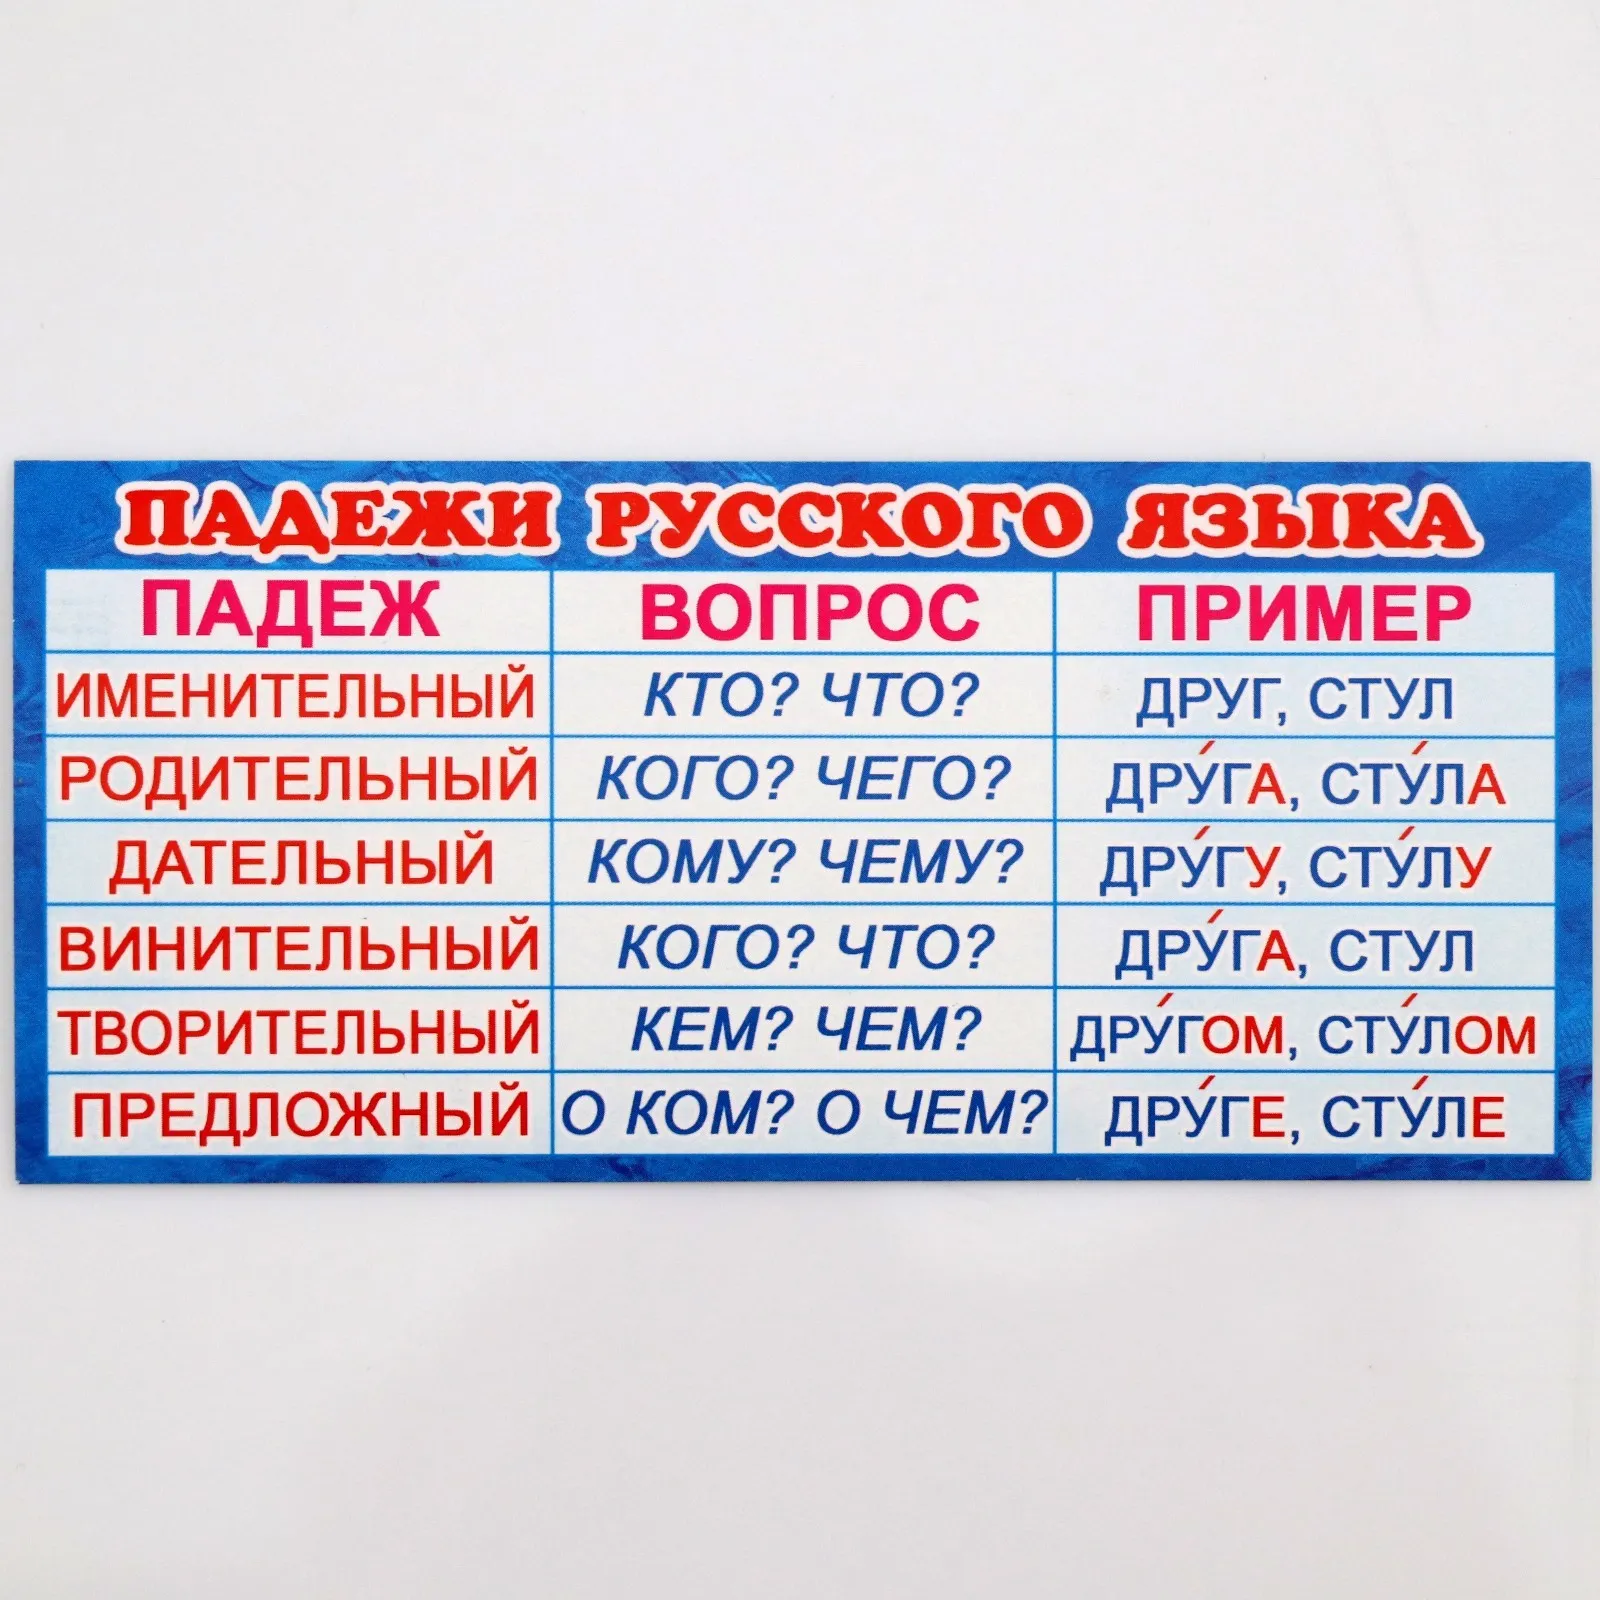 ПАДЕЖИ РУССКОГО ЯЗЫКА
ПАДЕЖ ВОПРОС ПРИМЕР
ИМЕНИТЕЛЬНЫЙ КТО? ЧТО? ДРУГ, СТУЛ
РОДИТЕЛЬНЫЙ КОГО? ЧЕГО? ДРУ́ГА, СТУ́ЛА
ДАТЕЛЬНЫЙ КОМУ? ЧЕМУ? ДРУ́ГУ, СТУ́ЛУ
ВИНИТЕЛЬНЫЙ КОГО? ЧТО? ДРУ́ГА, СТУЛ
ТВОРИТЕЛЬНЫЙ КЕМ? ЧЕМ? ДРУ́ГОМ, СТУ́ЛОМ
ПРЕДЛОЖНЫЙ О КОМ? О ЧЕМ? ДРУ́ГЕ, СТУ́ЛЕ